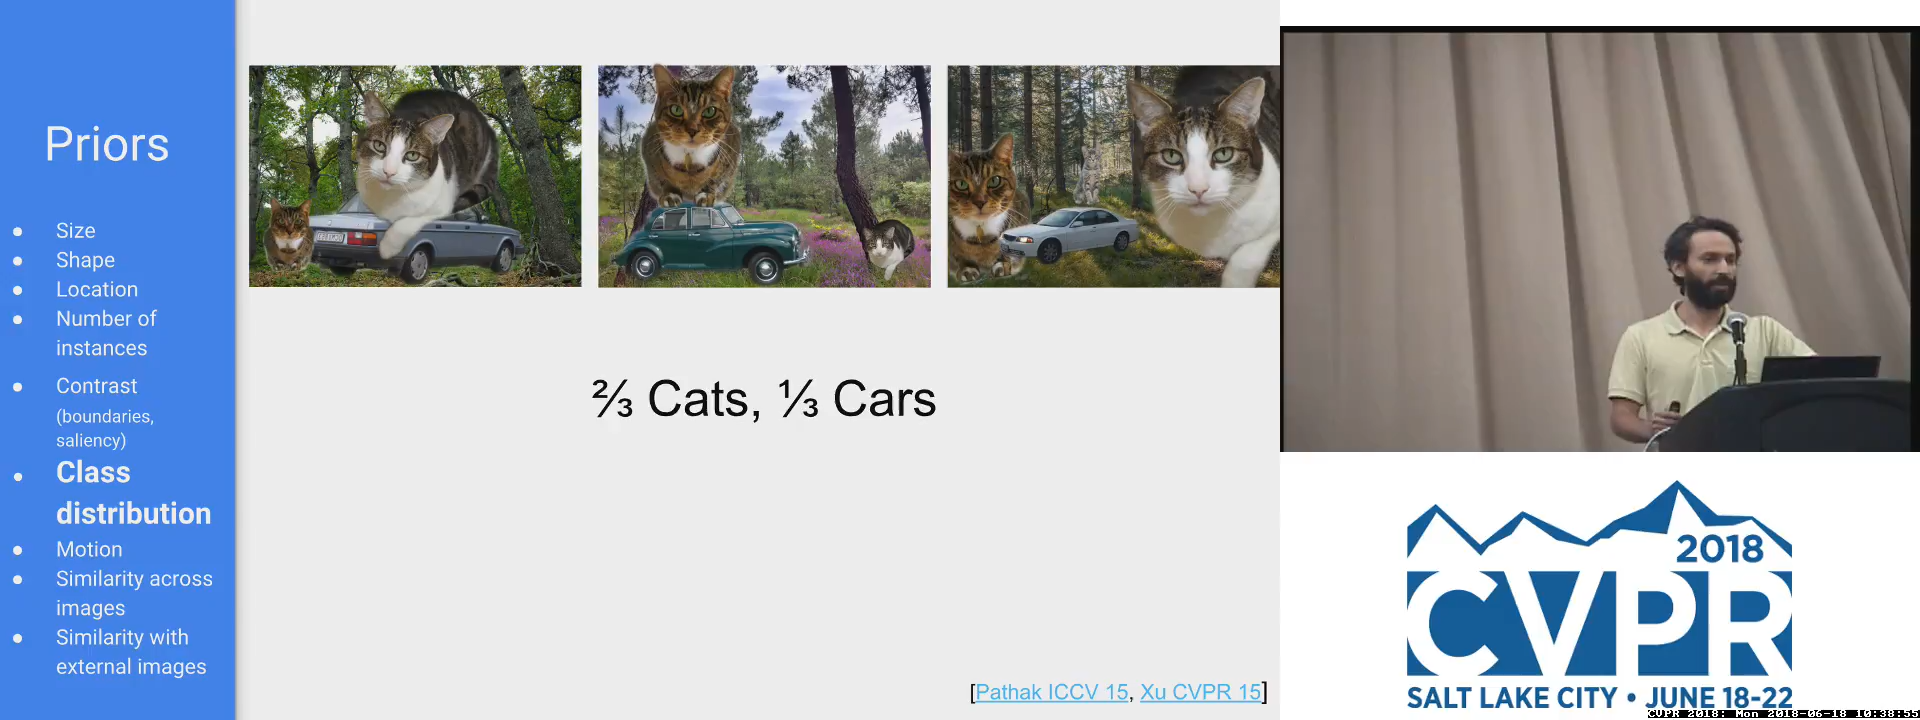 Priors
Size
Shape
Location
Number of
instances
Contrast
(boundaries,
saliency)
Class
distribution
Motion
Similarity across
images
Similarity with
external images
⅔ Cats, ⅓ Cars
[Pathak ICCV 15, Xu CVPR 15]
2018
CVPR
SALT LAKE CITY • JUNE 18-22
CVPR 2018: Mon 2018-06-18 10:38:55